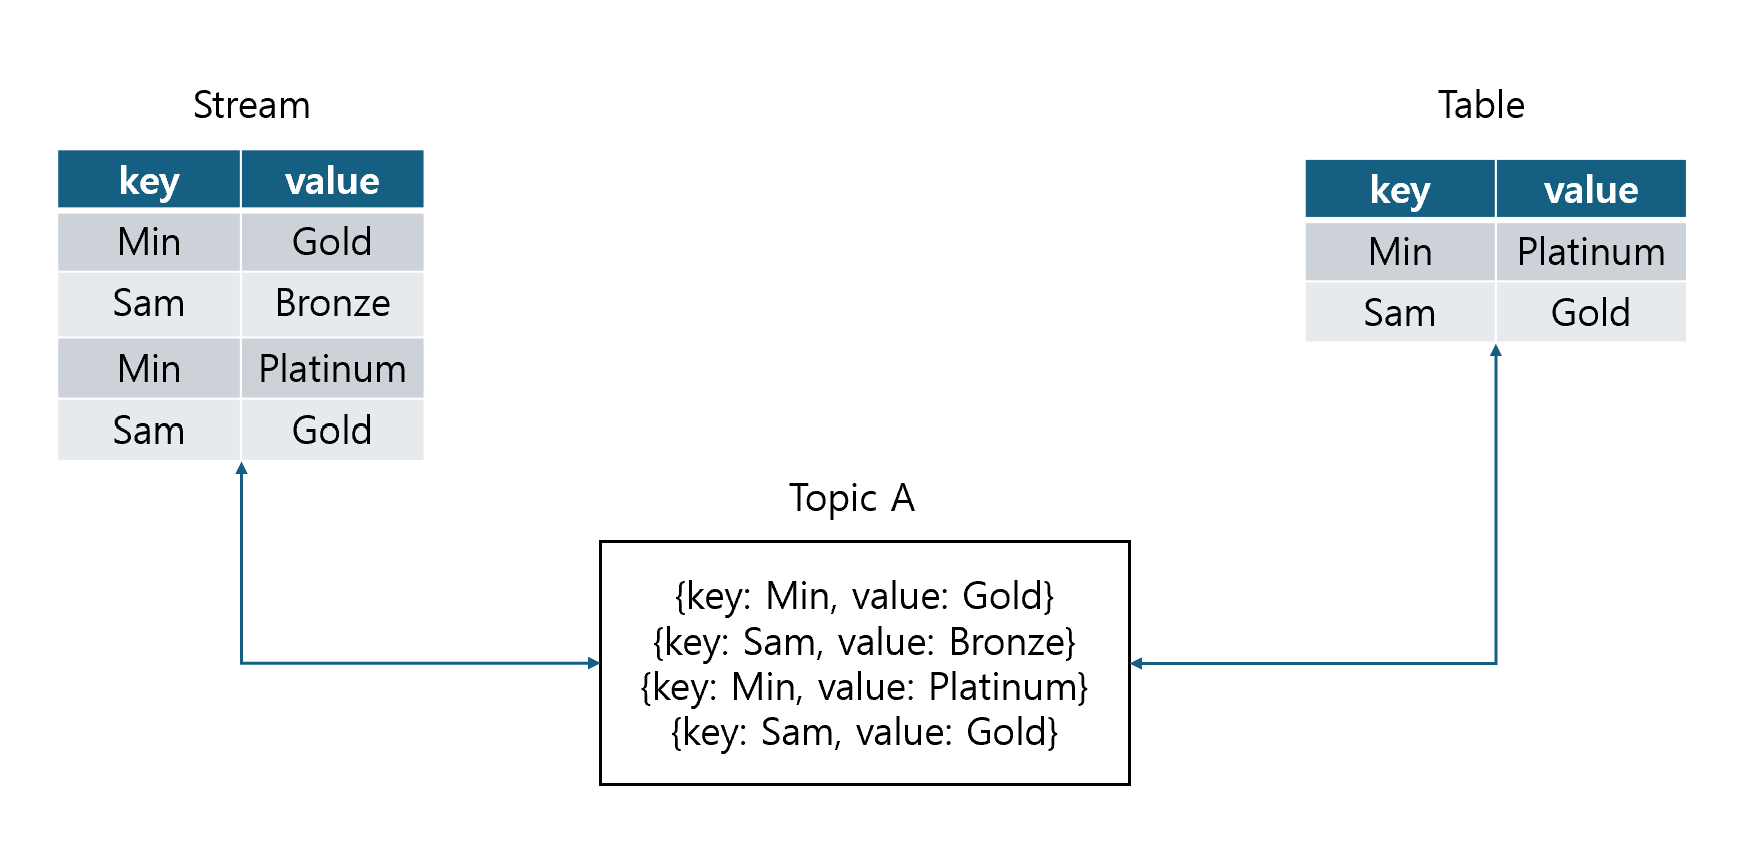 Stream
key value
Min Gold
Sam Bronze
Min Platinum
Sam Gold
Table
key value
Min Platinum
Sam Gold
Topic A
{key: Min, value: Gold}
{key: Sam, value: Bronze}
{key: Min, value: Platinum}
{key: Sam, value: Gold}